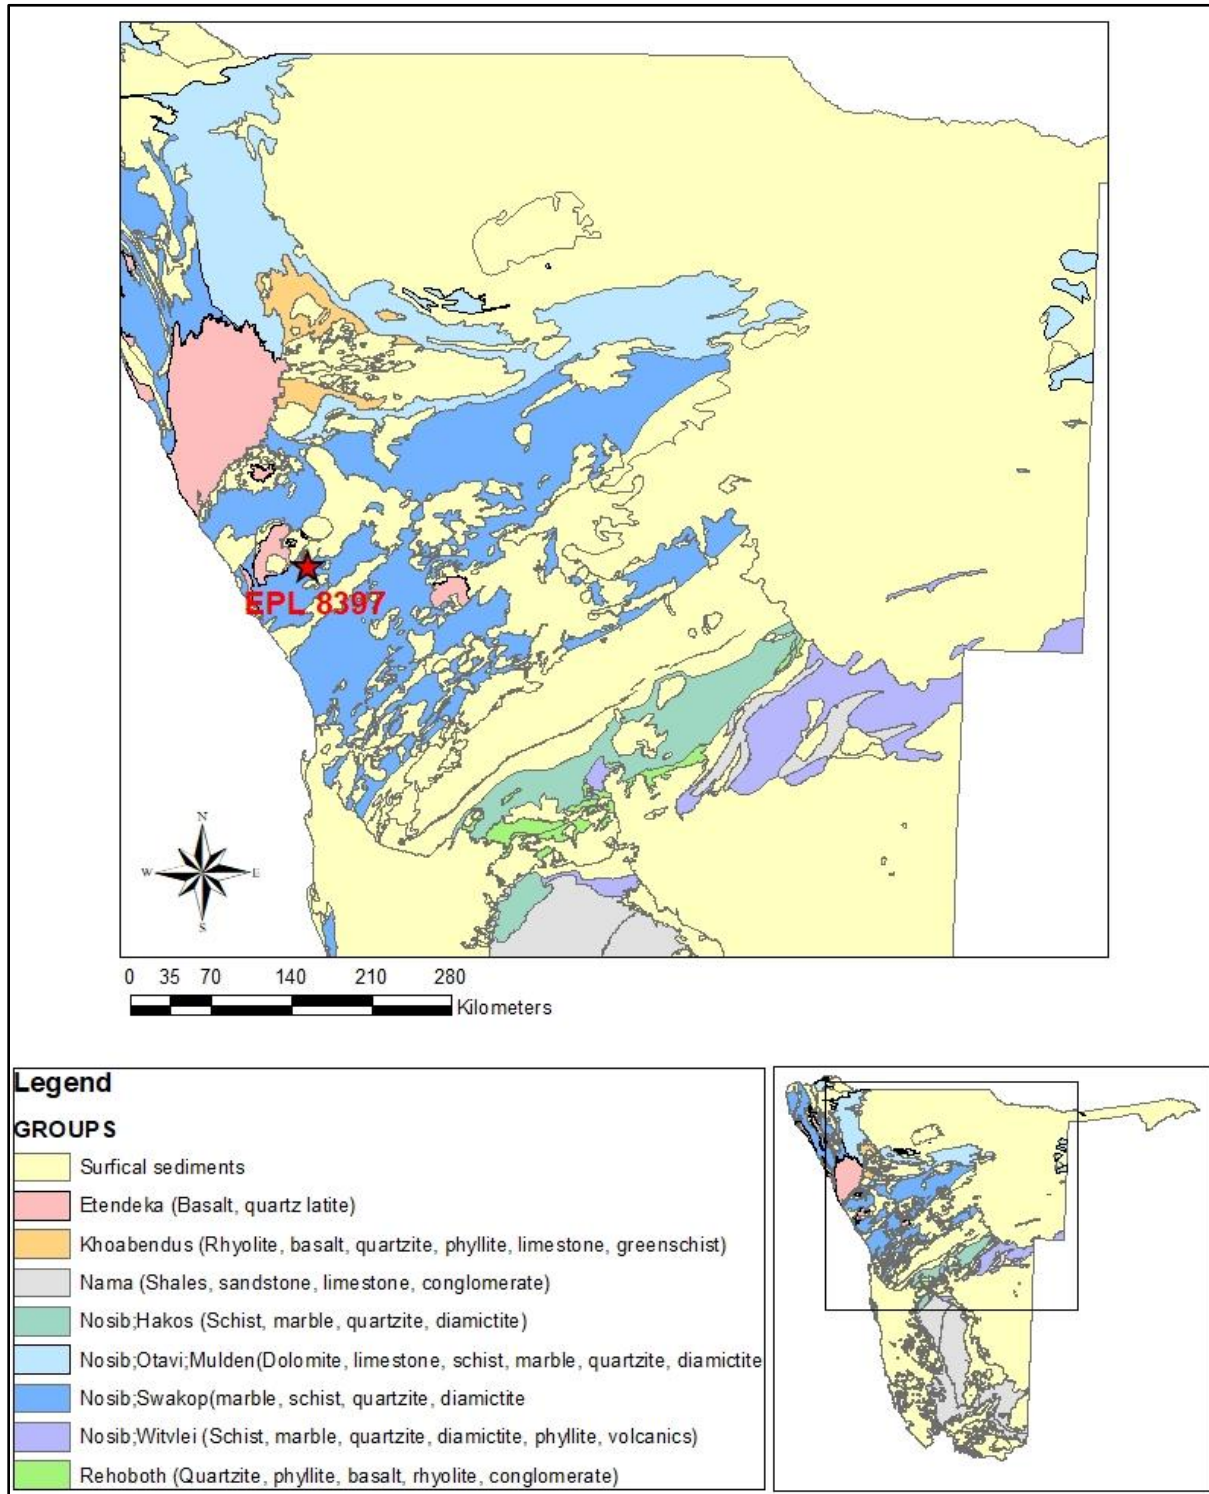 EPL 8397
N
W
E
S
0 35 70 140 210 280
Kilometers
Legend
GROUPS
Surfical sediments
Etendeka (Basalt, quartz latite)
Khoabendus (Rhyolite, basalt, quartzite, phyllite, limestone, greenschist)
Nama (Shales, sandstone, limestone, conglomerate)
Nosib;Hakos (Schist, marble, quartzite, diamictite)
Nosib;Otavi;Mulden(Dolomite, limestone, schist, marble, quartzite, diamictite
Nosib;Swakop(marble, schist, quartzite, diamictite
Nosib;Witvlei (Schist, marble, quartzite, diamictite, phyllite, volcanics)
Rehoboth (Quartzite, phyllite, basalt, rhyolite, conglomerate)